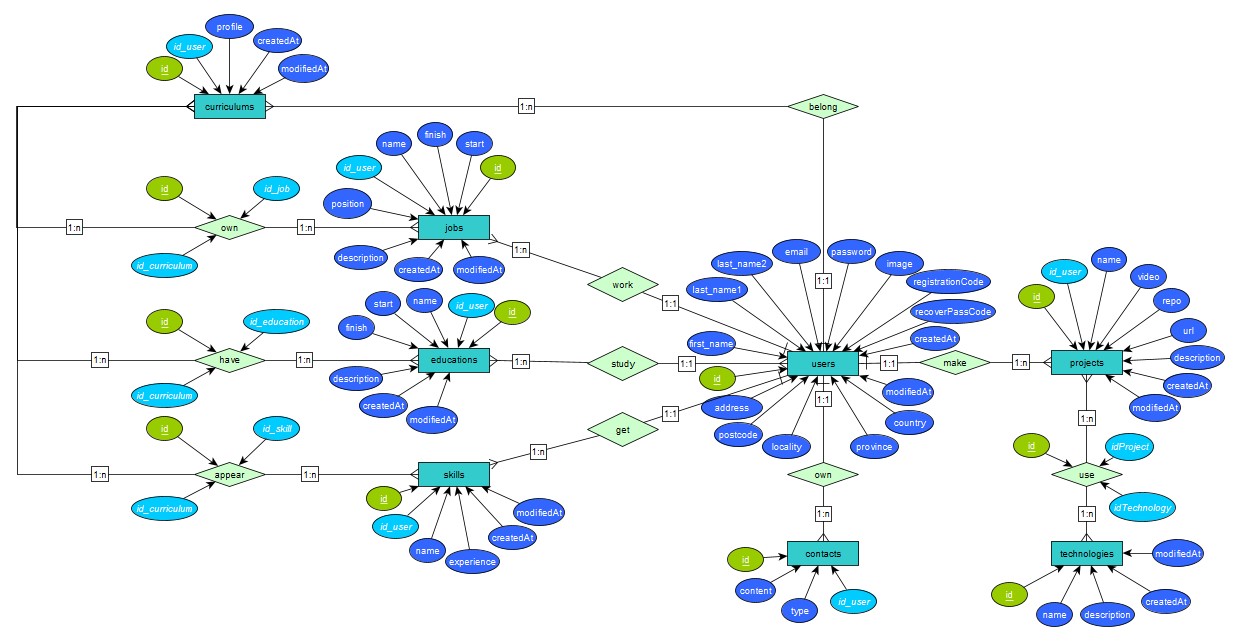 profile
createdAt
id_user
id
modifiedAt
curriculums
1:n
belong
finish
name
start
id_user
id
position
id
id_job
own
1:n
1:n
jobs
id_curriculum
description
createdAt
modifiedAt
1:n
work
1:1
last_name2
email
password
image
last_name1
registrationCode
1:1
recoverPassCode
createdAt
first_name
users
id
address
postcode
locality
province
country
modifiedAt
1:1
make
1:n
name
id_user
video
id
repo
url
projects
description
createdAt
modifiedAt
start
name
id_user
id
finish
id
id_education
have
1:n
1:n
educations
1:n
study
1:1
id_curriculum
description
createdAt
modifiedAt
id
id_skill
get
1:1
1:n
1:n
appear
1:n
skills
id_curriculum
id
id_user
name
experience
createdAt
modifiedAt
1:1
own
1:n
contacts
id
content
type
id_user
1:n
id
idProject
use
idTechnology
1:n
technologies
modifiedAt
id
name
description
createdAt